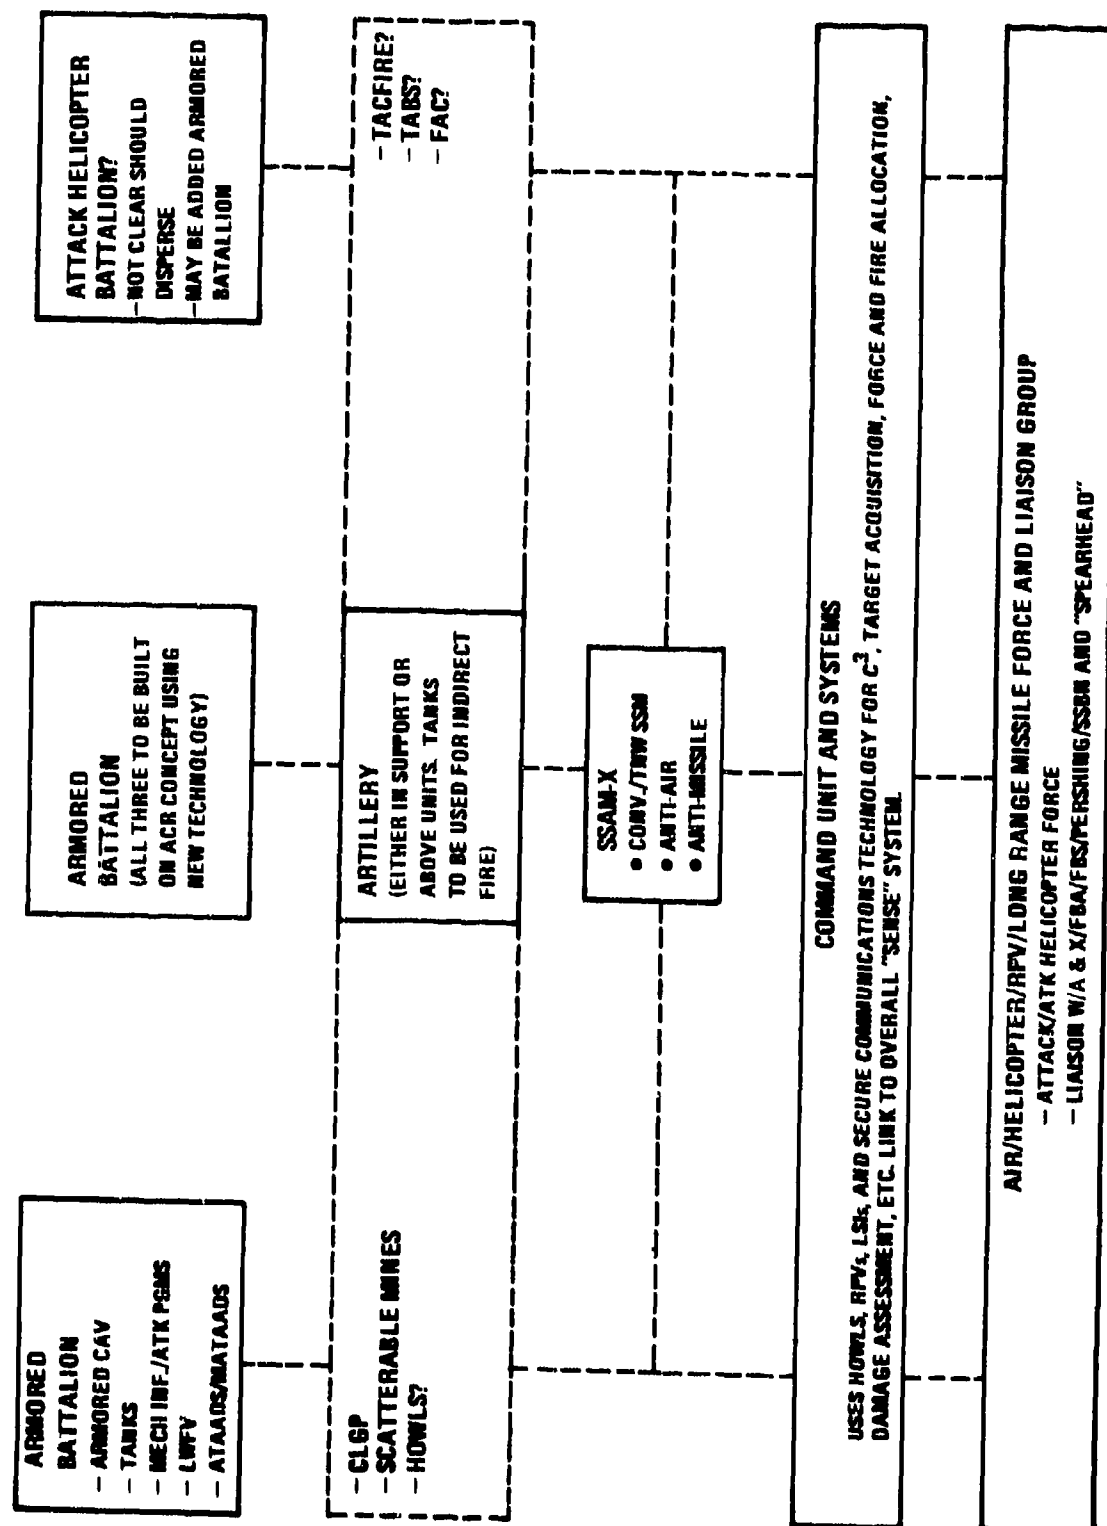 ARMORED
BATTALION
– ARMORED CAV
– TANKS
– MECH INF./ATK PGMS
– LWFV
– ATAADS/MATAADS
ARMORED
BATTALION
(ALL THREE TO BE BUILT
ON ACR CONCEPT USING
NEW TECHNOLOGY)
ATTACK HELICOPTER
BATTALION?
– NOT CLEAR SHOULD
DISPERSE
– MAY BE ADDED ARMORED
BATALLION
– CLGP
– SCATTERABLE MINES
– HOWLS?
ARTILLERY
(EITHER IN SUPPORT OR
ABOVE UNITS. TANKS
TO BE USED FOR INDIRECT
FIRE)
– TACFIRE?
– TABS?
– FAC?
SSAM-X
● CONV./TNW SSM
● ANTI-AIR
● ANTI-MISSILE
COMMAND UNIT AND SYSTEMS
USES HOWLS, RPVs, LSIs, AND SECURE COMMUNICATIONS TECHNOLOGY FOR C³, TARGET ACQUISITION, FORCE AND FIRE ALLOCATION,
DAMAGE ASSESSMENT, ETC. LINK TO OVERALL "SENSE" SYSTEM.
AIR/HELICOPTER/RPV/LONG RANGE MISSILE FORCE AND LIAISON GROUP
– ATTACK/ATK HELICOPTER FORCE
– LIAISON W/A & X/FBA/FBS/PERSHING/SSBN AND "SPEARHEAD"